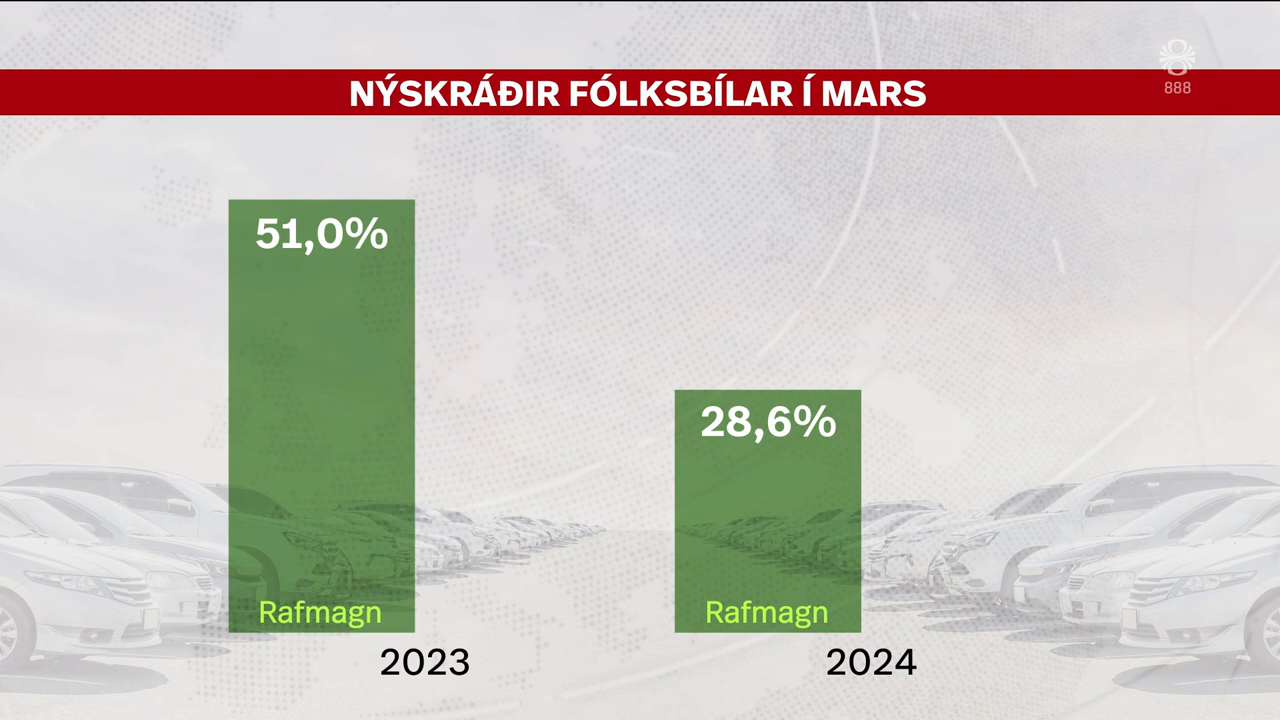 NÝSKRÁÐIR FÓLKSBÍLAR Í MARS
888
51,0%
28,6%
Rafmagn
Rafmagn
2023
2024